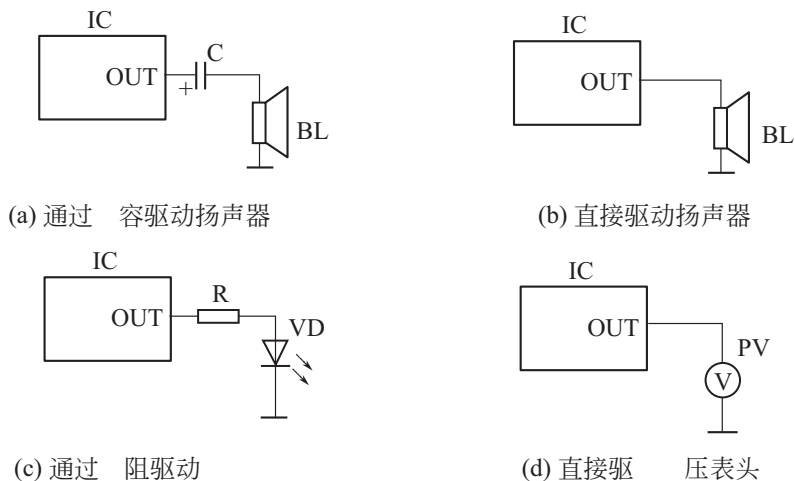 IC
OUT
C
+
BL
(a) 通过 容驱动扬声器
IC
OUT
BL
(b) 直接驱动扬声器
IC
OUT
R
VD
(c) 通过 阻驱动
IC
OUT
PV
V
(d) 直接驱 压表头